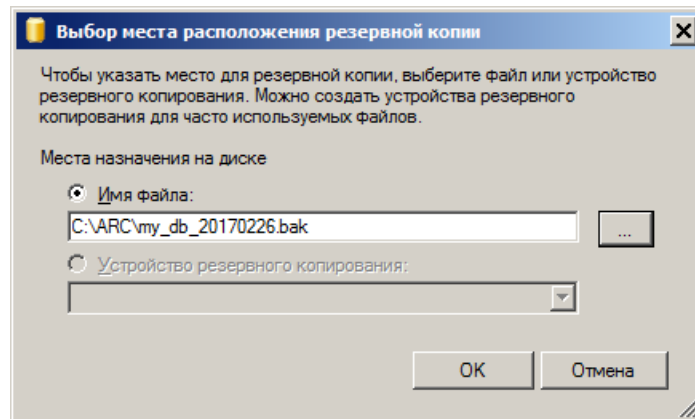 Выбор места расположения резервной копии
Чтобы указать место для резервной копии, выберите файл или устройство
резервного копирования. Можно создать устройства резервного
копирования для часто используемых файлов.
Места назначения на диске
Имя файла:
C:\ARC\my_db_20170226.bak
...
Устройство резервного копирования:
OK
Отмена